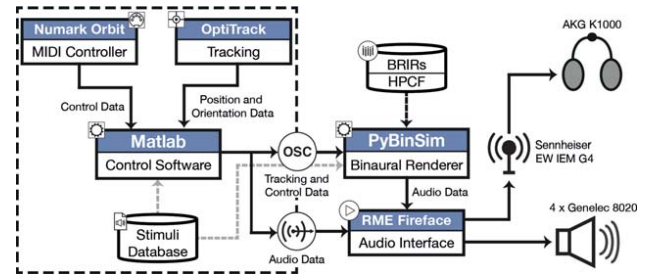 Numark Orbit
MIDI Controller
OptiTrack
Tracking
AKG K1000
BRIRs
HPCF
Control Data
Position and
Orientation Data
Matlab
Control Software
OSC
Tracking and
Control Data
PyBinSim
Binaural Renderer
Sennheiser
EW IEM G4
Audio Data
Stimuli
Database
Audio Data
RME Fireface
Audio Interface
4 x Genelec 8020